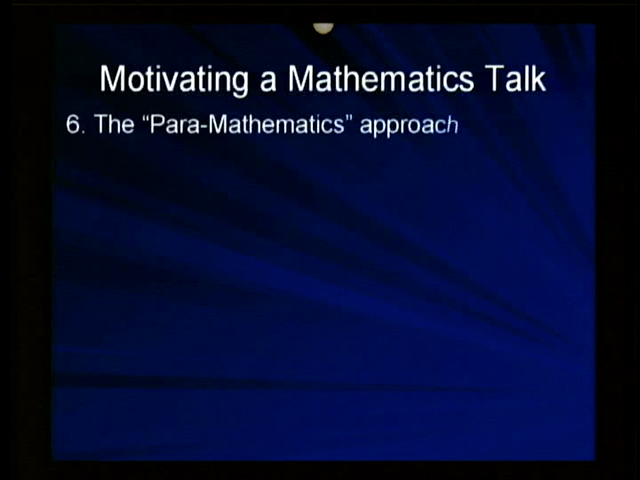 Motivating a Mathematics Talk
6. The “Para-Mathematics” approach